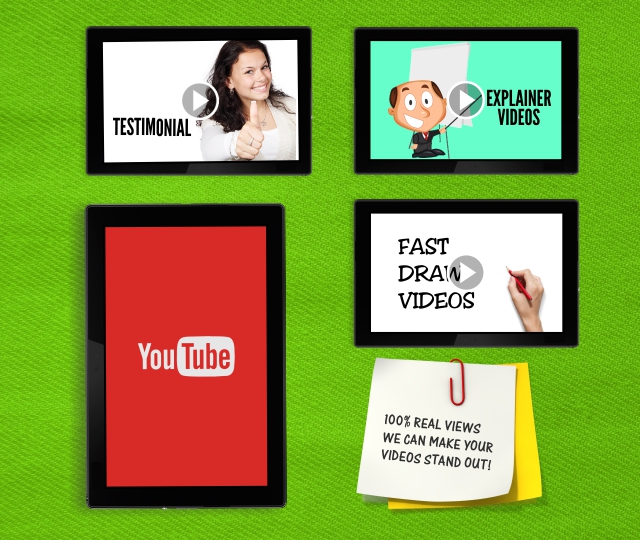 TESTIMONIAL
EXPLAINER
VIDEOS
YouTube
FAST
DRAW
VIDEOS
100% REAL VIEWS
WE CAN MAKE YOUR
VIDEOS STAND OUT!